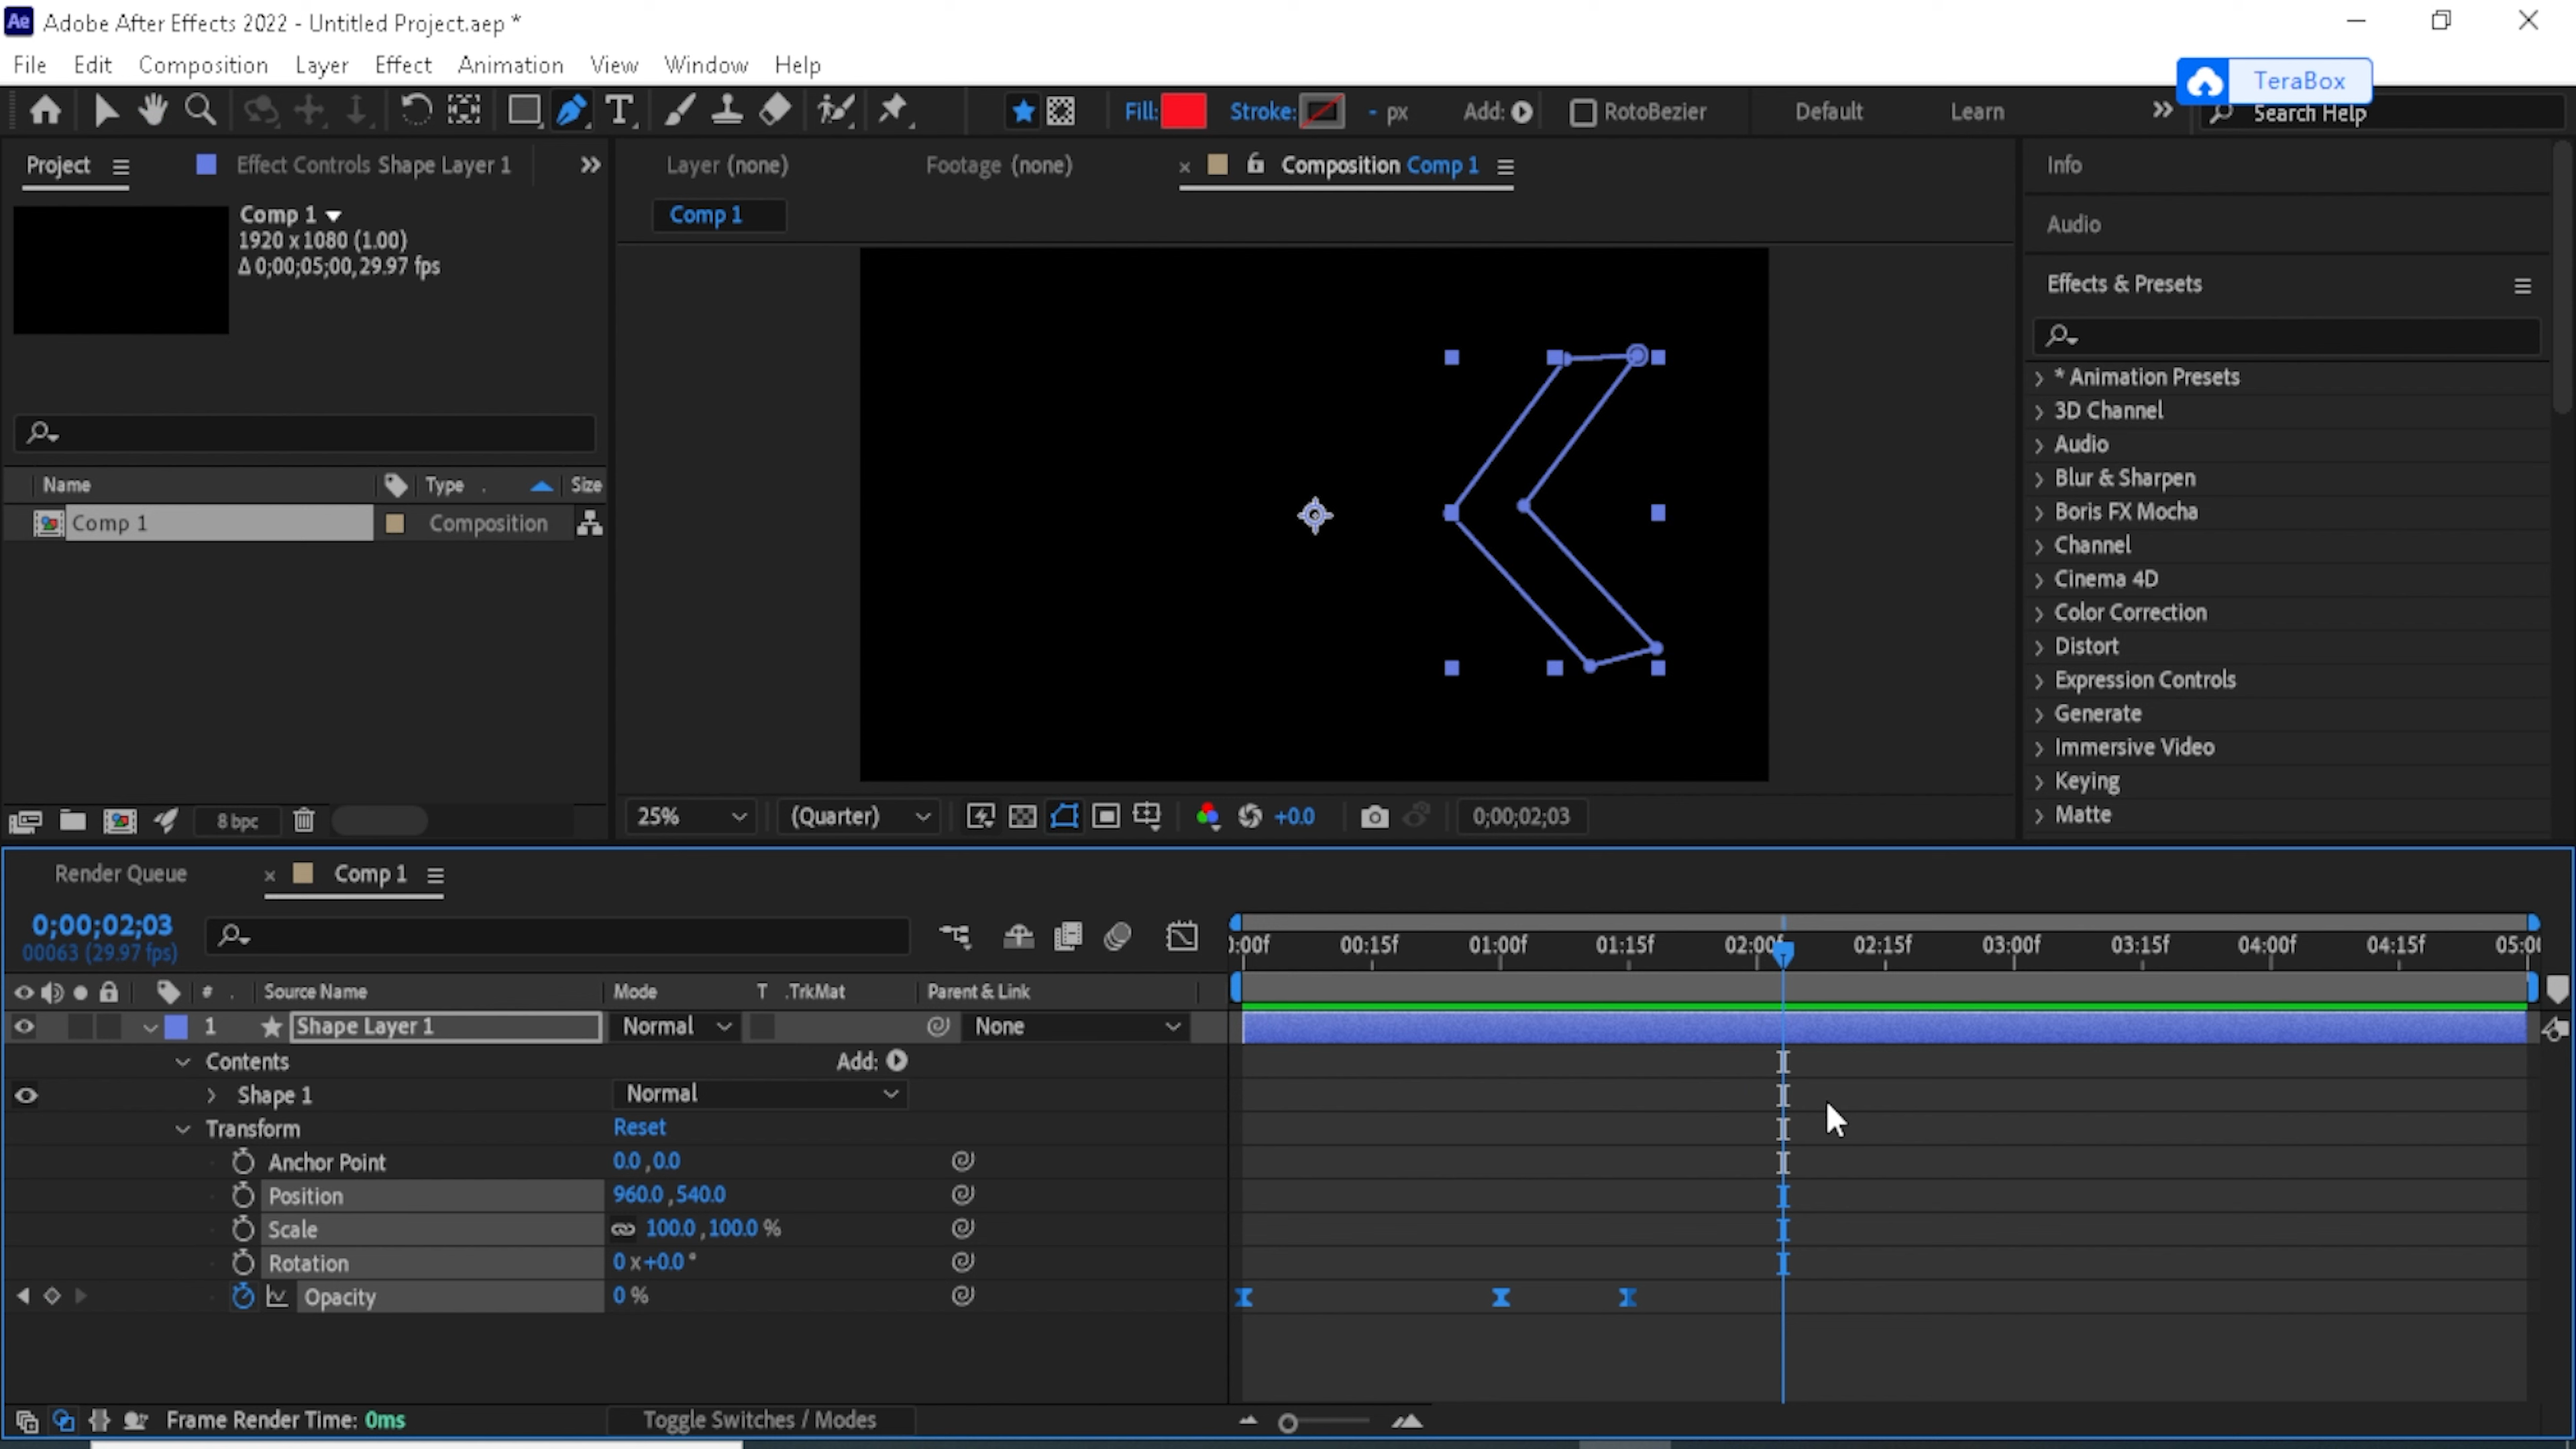 Ae Adobe After Effects 2022 - Untitled Project.aep *
File Edit Composition Layer Effect Animation View Window Help
TeraBox
Fill: Stroke: - px Add: RotoBezier Default Learn Search Help
Project Effect Controls Shape Layer 1
Layer (none) Footage (none) Composition Comp 1
Info
Comp 1
1920 x 1080 (1.00)
Δ 0;00;05;00, 29.97 fps
Comp 1
Audio
Effects & Presets
* Animation Presets
3D Channel
Audio
Blur & Sharpen
Boris FX Mocha
Channel
Cinema 4D
Color Correction
Distort
Expression Controls
Generate
Immersive Video
Keying
Matte
Name Type Size
Comp 1 Composition
8 bpc
25% (Quarter) +0.0 0;00;02;03
Render Queue Comp 1
0;00;02;03
00063 (29.97 fps)
):00f 00:15f 01:00f 01:15f 02:00f 02:15f 03:00f 03:15f 04:00f 04:15f 05:00
# Source Name Mode T .TrkMat Parent & Link
1 Shape Layer 1 Normal None
Contents Add:
Shape 1 Normal
Transform Reset
Anchor Point 0.0 ,0.0
Position 960.0 ,540.0
Scale 100.0 ,100.0 %
Rotation 0 x+0.0 °
Opacity 0 %
Frame Render Time: 0ms Toggle Switches / Modes